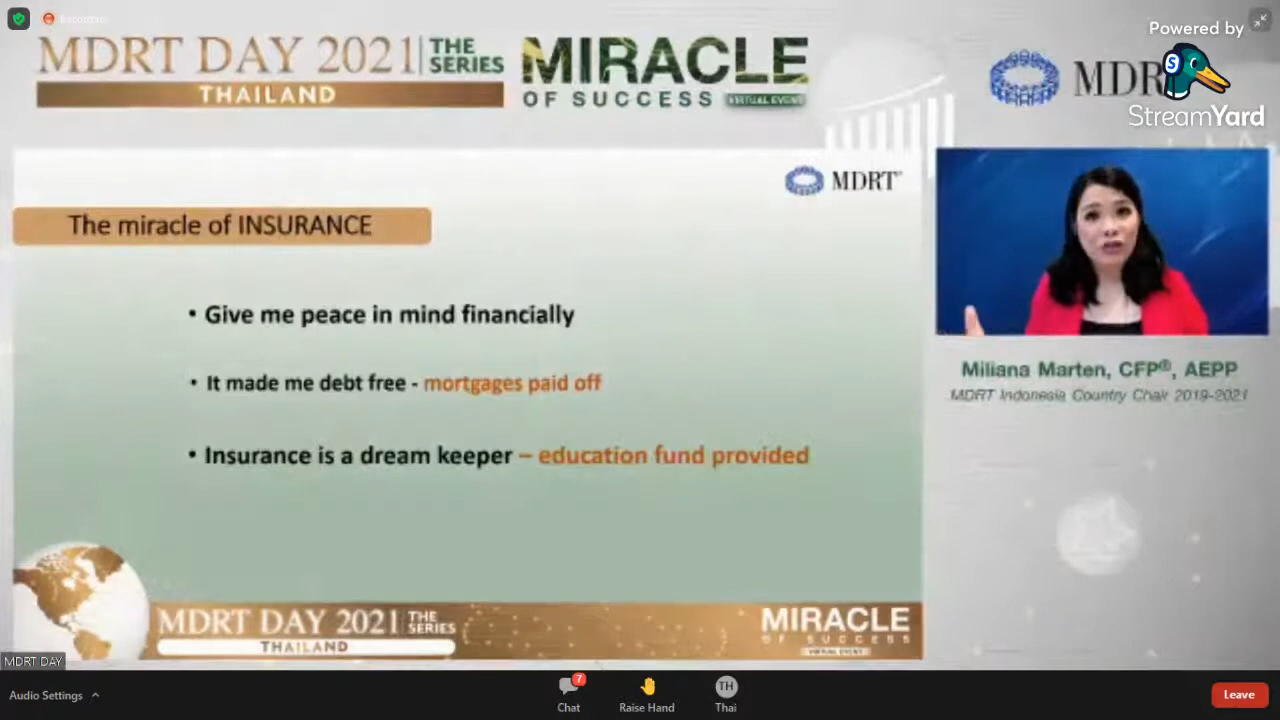 Recording
Powered by
StreamYard
MDRT DAY 2021 THE SERIES
THAILAND
MIRACLE
OF SUCCESS VIRTUAL EVENT
MDRT
The miracle of INSURANCE
• Give me peace in mind financially
• It made me debt free - mortgages paid off
• Insurance is a dream keeper – education fund provided
Miliana Marten, CFP®, AEPP
MDRT Indonesia Country Chair 2019-2021
MDRT DAY 2021 THE SERIES
THAILAND
MIRACLE
OF SUCCESS
VIRTUAL EVENT
MDRT DAY
Audio Settings
7
Chat
Raise Hand
TH
Thai
Leave